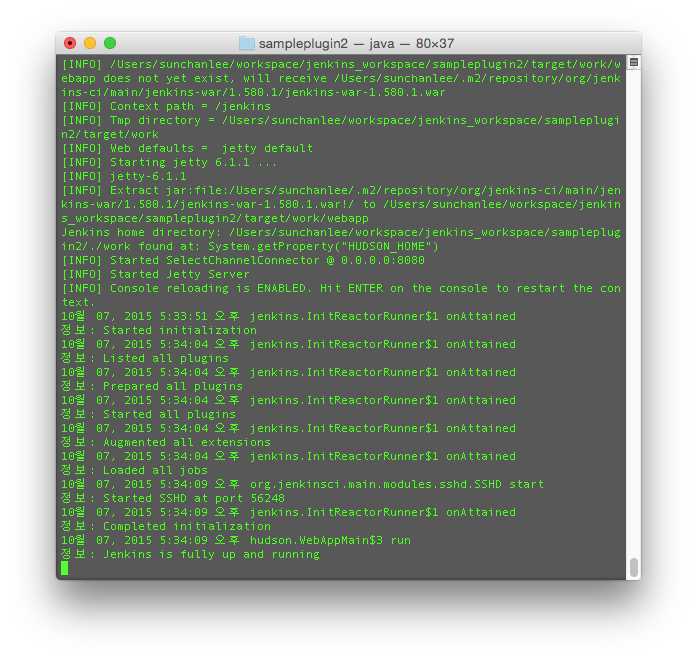 sampleplugin2 — java — 80×37
[INFO] /Users/sunchanlee/workspace/jenkins_workspace/sampleplugin2/target/work/w
ebapp does not yet exist, will receive /Users/sunchanlee/.m2/repository/org/jenk
ins-ci/main/jenkins-war/1.580.1/jenkins-war-1.580.1.war
[INFO] Context path = /jenkins
[INFO] Tmp directory = /Users/sunchanlee/workspace/jenkins_workspace/sampleplugi
n2/target/work
[INFO] Web defaults =  jetty default
[INFO] Starting jetty 6.1.1 ...
[INFO] jetty-6.1.1
[INFO] Extract jar:file:/Users/sunchanlee/.m2/repository/org/jenkins-ci/main/jen
kins-war/1.580.1/jenkins-war-1.580.1.war!/ to /Users/sunchanlee/workspace/jenkin
s_workspace/sampleplugin2/target/work/webapp
Jenkins home directory: /Users/sunchanlee/workspace/jenkins_workspace/sampleplug
in2/./work found at: System.getProperty("HUDSON_HOME")
[INFO] Started SelectChannelConnector @ 0.0.0.0:8080
[INFO] Started Jetty Server
[INFO] Console reloading is ENABLED. Hit ENTER on the console to restart the con
text.
10월 07, 2015 5:33:51 오후 jenkins.InitReactorRunner$1 onAttained
정보: Started initialization
10월 07, 2015 5:34:04 오후 jenkins.InitReactorRunner$1 onAttained
정보: Listed all plugins
10월 07, 2015 5:34:04 오후 jenkins.InitReactorRunner$1 onAttained
정보: Prepared all plugins
10월 07, 2015 5:34:04 오후 jenkins.InitReactorRunner$1 onAttained
정보: Started all plugins
10월 07, 2015 5:34:04 오후 jenkins.InitReactorRunner$1 onAttained
정보: Augmented all extensions
10월 07, 2015 5:34:04 오후 jenkins.InitReactorRunner$1 onAttained
정보: Loaded all jobs
10월 07, 2015 5:34:09 오후 org.jenkinsci.main.modules.sshd.SSHD start
정보: Started SSHD at port 56248
10월 07, 2015 5:34:09 오후 jenkins.InitReactorRunner$1 onAttained
정보: Completed initialization
10월 07, 2015 5:34:09 오후 hudson.WebAppMain$3 run
정보: Jenkins is fully up and running